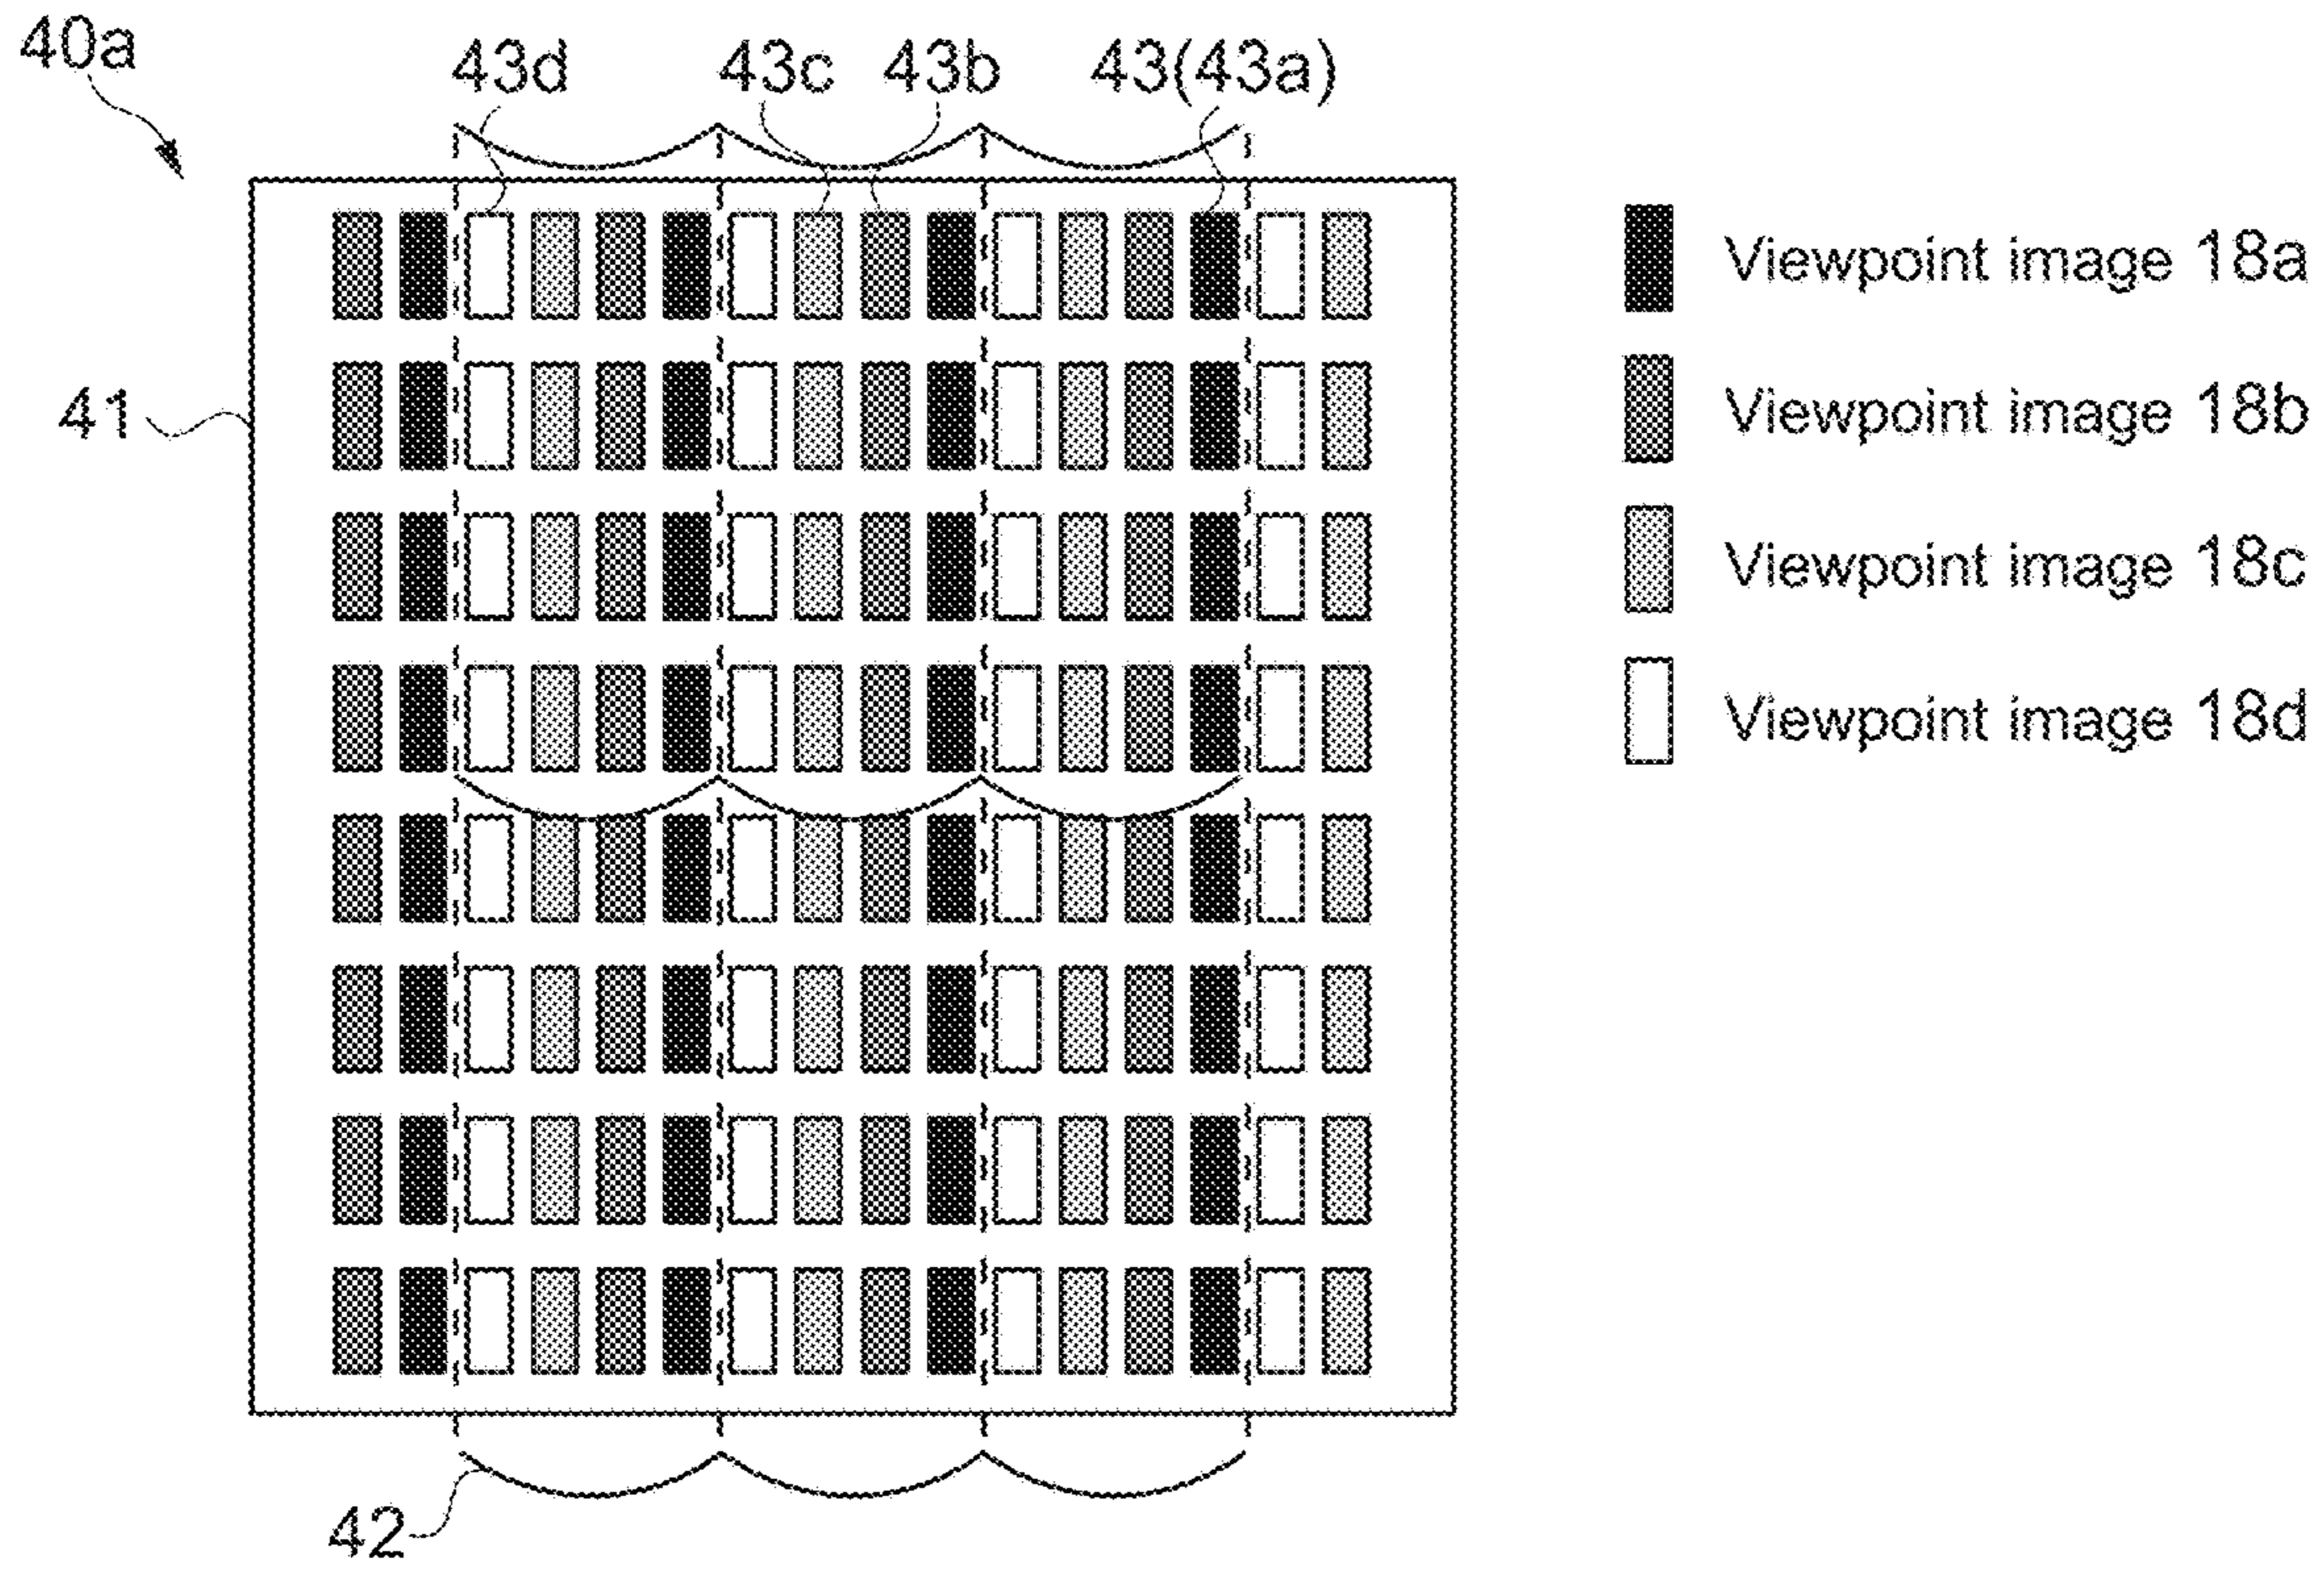 40a
43d 43c 43b 43(43a)
Viewpoint image 18a
41
Viewpoint image 18b
Viewpoint image 18c
Viewpoint image 18d
42